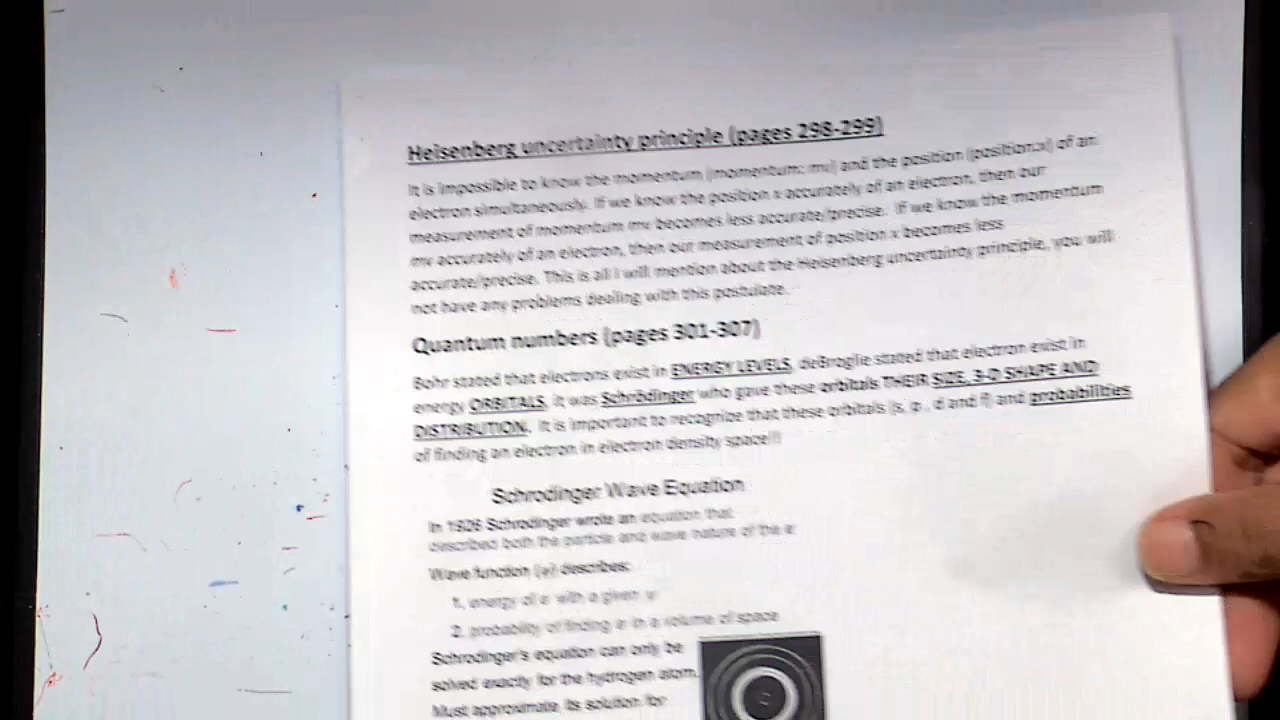 Heisenberg uncertainty principle (pages 298-299)
It is impossible to know the momentum (momentum: mv) and the position (position:x) of an
electron simultaneously. If we know the position x accurately of an electron, then our
measurement of momentum mv becomes less accurate/precise. If we know the momentum
mv accurately of an electron, then our measurement of position x becomes less
accurate/precise. This is all I will mention about the Heisenberg uncertainty principle, you will
not have any problems dealing with this postulate.
Quantum numbers (pages 301-307)
Bohr stated that electrons exist in ENERGY LEVELS, deBroglie stated that electron exist in
energy ORBITALS, it was Schrödinger who gave these orbitals THEIR SIZE, 3-D SHAPE AND
DISTRIBUTION. It is important to recognize that these orbitals (s, p, d and f) and probabilities
of finding an electron in electron density space!!
Schrodinger Wave Equation
In 1926 Schrodinger wrote an equation that
described both the particle and wave nature of the e
Wave function (ψ) describes:
1. energy of e with a given ψ
2. probability of finding e in a volume of space
Schrodinger's equation can only be
solved exactly for the hydrogen atom.
Must approximate its solution for